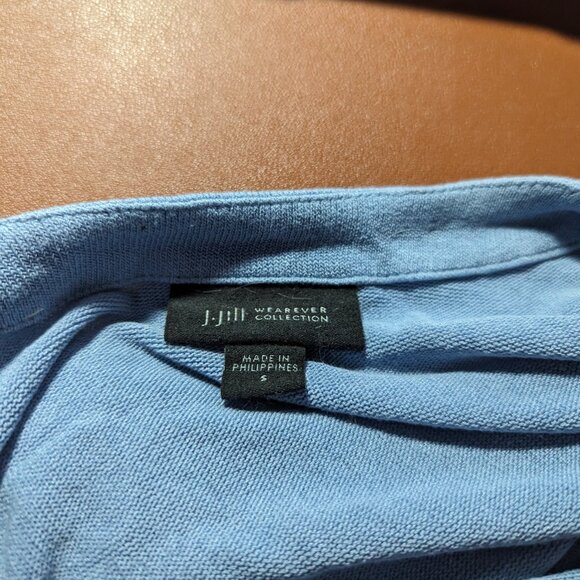 J.Jill WEAREVER
COLLECTION
MADE IN
PHILIPPINES
S